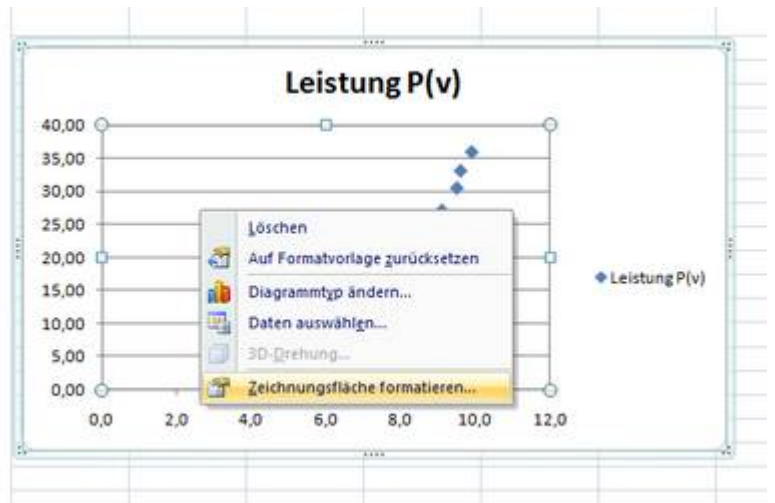 Leistung P(v)
40,00
35,00
30,00
25,00
20,00
15,00
10,00
5,00
0,00
Löschen
Auf Formatvorlage zurücksetzen
Diagrammtyp ändern...
Daten auswählen...
3D-Drehung...
Zeichnungsfläche formatieren...
Leistung P(v)
0,0 2,0 4,0 6,0 8,0 10,0 12,0